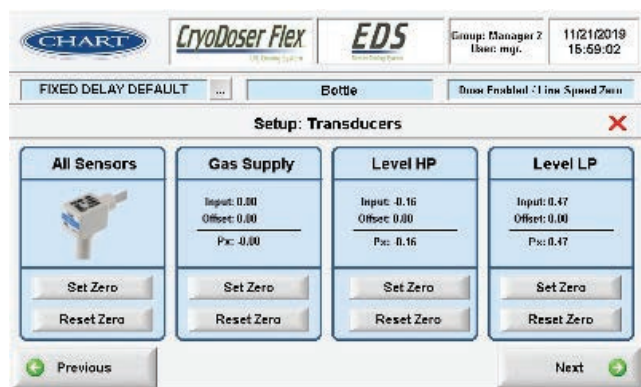 CHART
CryoDoser Flex
EDS
Group: Manager 2
User: mgr.
11/21/2019
15:59:02
FIXED DELAY DEFAULT
...
Bottle
Dose Enabled / Line Speed Zero
Setup: Transducers
All Sensors
Set Zero
Reset Zero
Gas Supply
Input: 0.00
Offset: 0.00
Px: -0.00
Set Zero
Reset Zero
Level HP
Input: -0.16
Offset: 0.00
Px: -0.16
Set Zero
Reset Zero
Level LP
Input: 0.47
Offset: 0.00
Px: 0.47
Set Zero
Reset Zero
Previous
Next